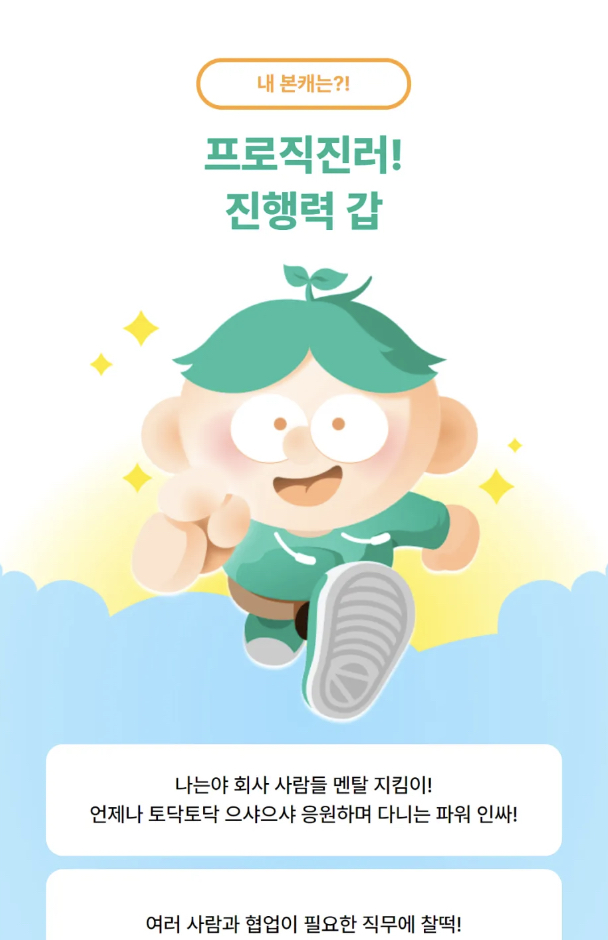 내 본캐는?!
프로직진러!
진행력 갑
나는야 회사 사람들 멘탈 지킴이!
언제나 토닥토닥 으샤으샤 응원하며 다니는 파워 인싸!
여러 사람과 협업이 필요한 직무에 찰떡!